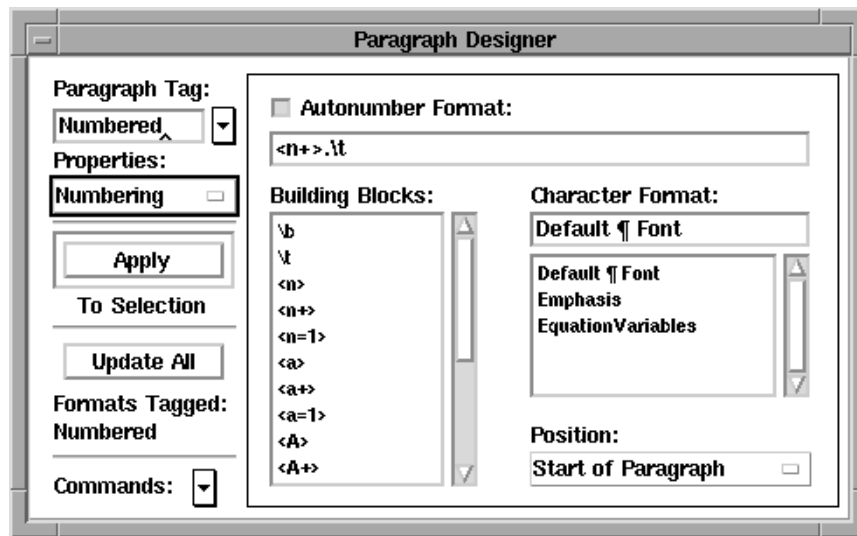 Paragraph Designer
Paragraph Tag:
Numbered
Properties:
Numbering
Apply
To Selection
Update All
Formats Tagged:
Numbered
Commands:
Autonumber Format:
<n+>.\t
Building Blocks:
\b
\t
<n>
<n+>
<n=1>
<a>
<a+>
<a=1>
<A>
<A+>
Character Format:
Default ¶ Font
Default ¶ Font
Emphasis
EquationVariables
Position:
Start of Paragraph